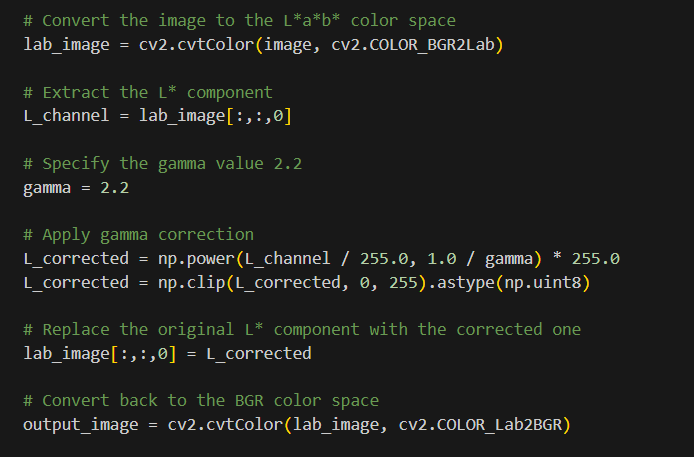 # Convert the image to the L*a*b* color space
lab_image = cv2.cvtColor(image, cv2.COLOR_BGR2Lab)
# Extract the L* component
L_channel = lab_image[:,:,0]
# Specify the gamma value 2.2
gamma = 2.2
# Apply gamma correction
L_corrected = np.power(L_channel / 255.0, 1.0 / gamma) * 255.0
L_corrected = np.clip(L_corrected, 0, 255).astype(np.uint8)
# Replace the original L* component with the corrected one
lab_image[:,:,0] = L_corrected
# Convert back to the BGR color space
output_image = cv2.cvtColor(lab_image, cv2.COLOR_Lab2BGR)